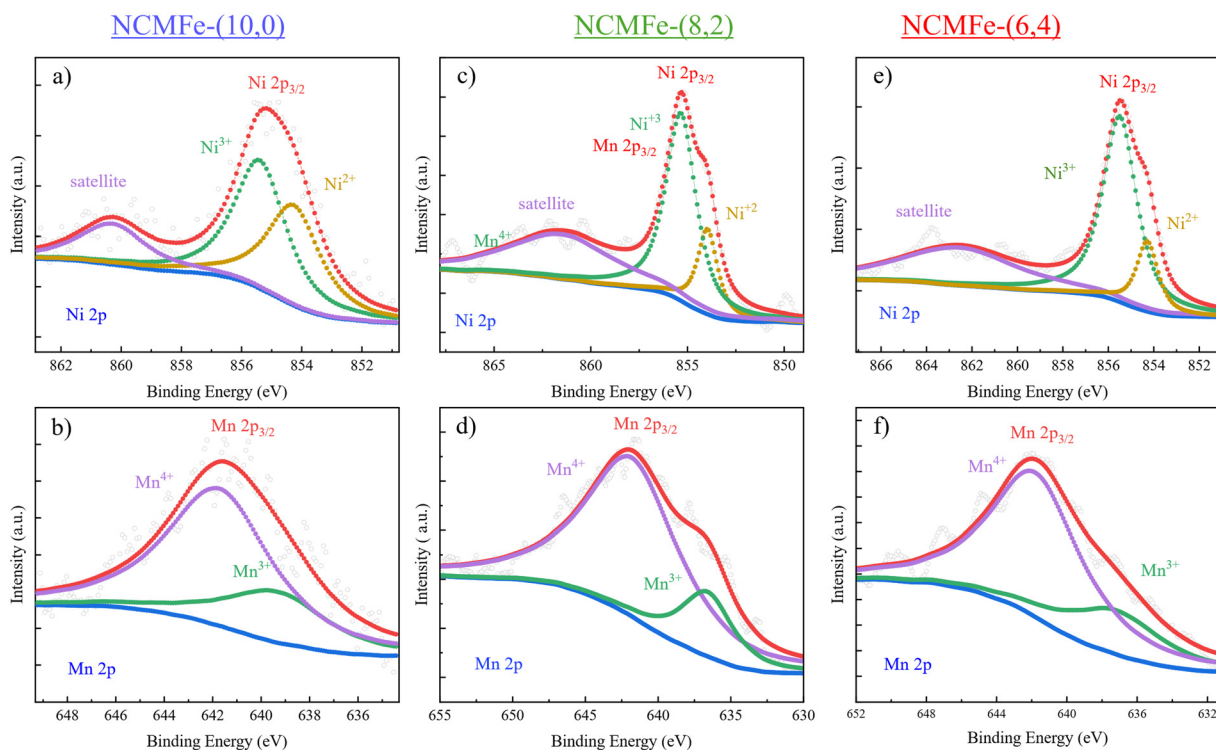 NCMFe-(10,0)
NCMFe-(8,2)
NCMFe-(6,4)
a)
Ni 2p3/2
Ni3+
Ni2+
satellite
Ni 2p
Intensity (a.u.)
862 860 858 856 854 852
Binding Energy (eV)
c)
Ni 2p3/2
Ni+3
Mn 2p3/2
satellite
Ni+2
Mn4+
Ni 2p
Intensity (a.u.)
865 860 855 850
Binding Energy (eV)
e)
Ni 2p3/2
Ni3+
satellite
Ni2+
Ni 2p
Intensity (a.u.)
866 864 862 860 858 856 854 852
Binding Energy (eV)
b)
Mn 2p3/2
Mn4+
Mn3+
Mn 2p
Intensity (a.u.)
648 646 644 642 640 638 636 634
Binding Energy (eV)
d)
Mn 2p3/2
Mn4+
Mn3+
Mn 2p
Intensity ( a.u.)
655 650 645 640 635 630
Binding Energy (eV)
f)
Mn 2p3/2
Mn4+
Mn3+
Mn 2p
Intensity (a.u.)
652 648 644 640 636 632
Binding Energy (eV)